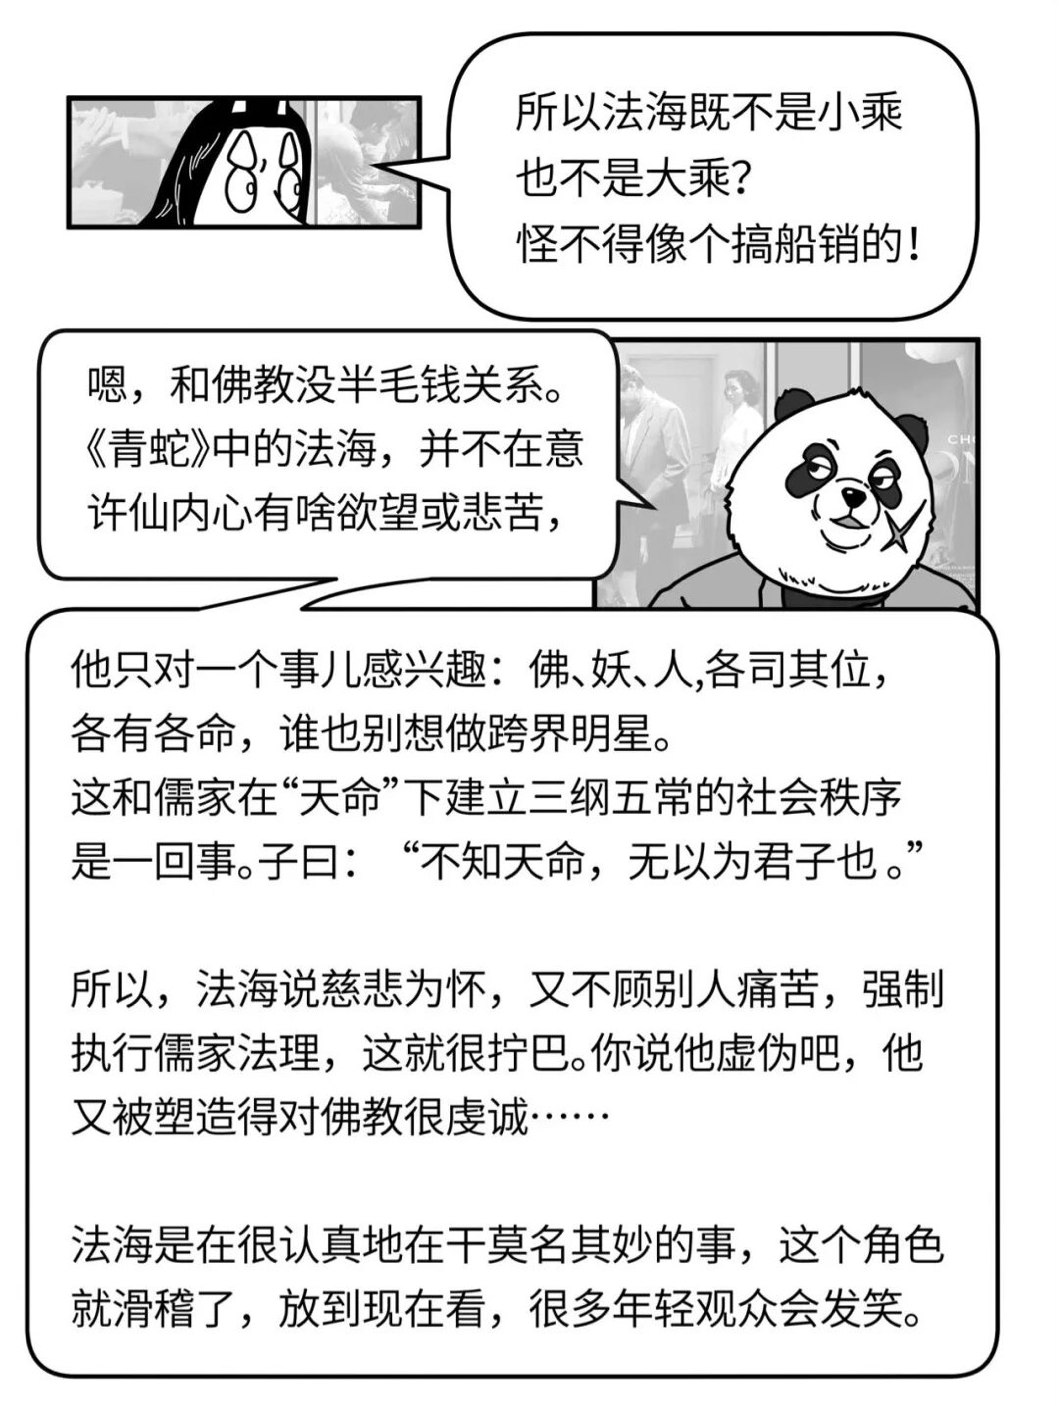 所以法海既不是小乘
也不是大乘？
怪不得像个搞船销的！
嗯，和佛教没半毛钱关系。
《青蛇》中的法海，并不在意
许仙内心有啥欲望或悲苦，
CHO
他只对一个事儿感兴趣：佛、妖、人,各司其位，
各有各命，谁也别想做跨界明星。
这和儒家在“天命”下建立三纲五常的社会秩序
是一回事。子曰：“不知天命，无以为君子也。”
所以，法海说慈悲为怀，又不顾别人痛苦，强制
执行儒家法理，这就很拧巴。你说他虚伪吧，他
又被塑造得对佛教很虔诚……
法海是在很认真地在干莫名其妙的事，这个角色
就滑稽了，放到现在看，很多年轻观众会发笑。